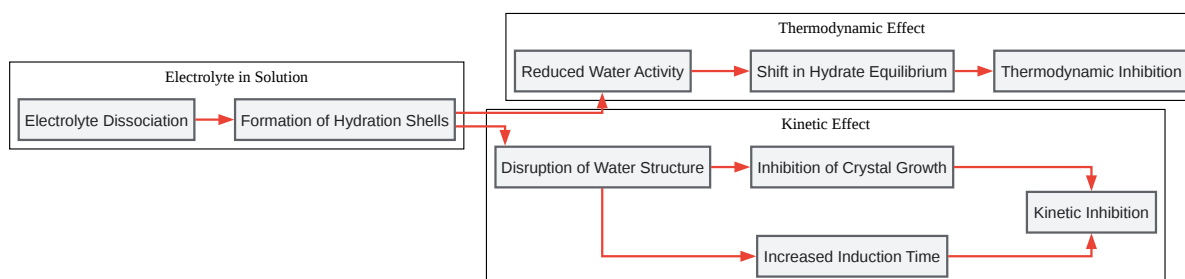 Electrolyte in Solution
Electrolyte Dissociation
Formation of Hydration Shells
Thermodynamic Effect
Reduced Water Activity
Shift in Hydrate Equilibrium
Thermodynamic Inhibition
Kinetic Effect
Disruption of Water Structure
Inhibition of Crystal Growth
Kinetic Inhibition
Increased Induction Time